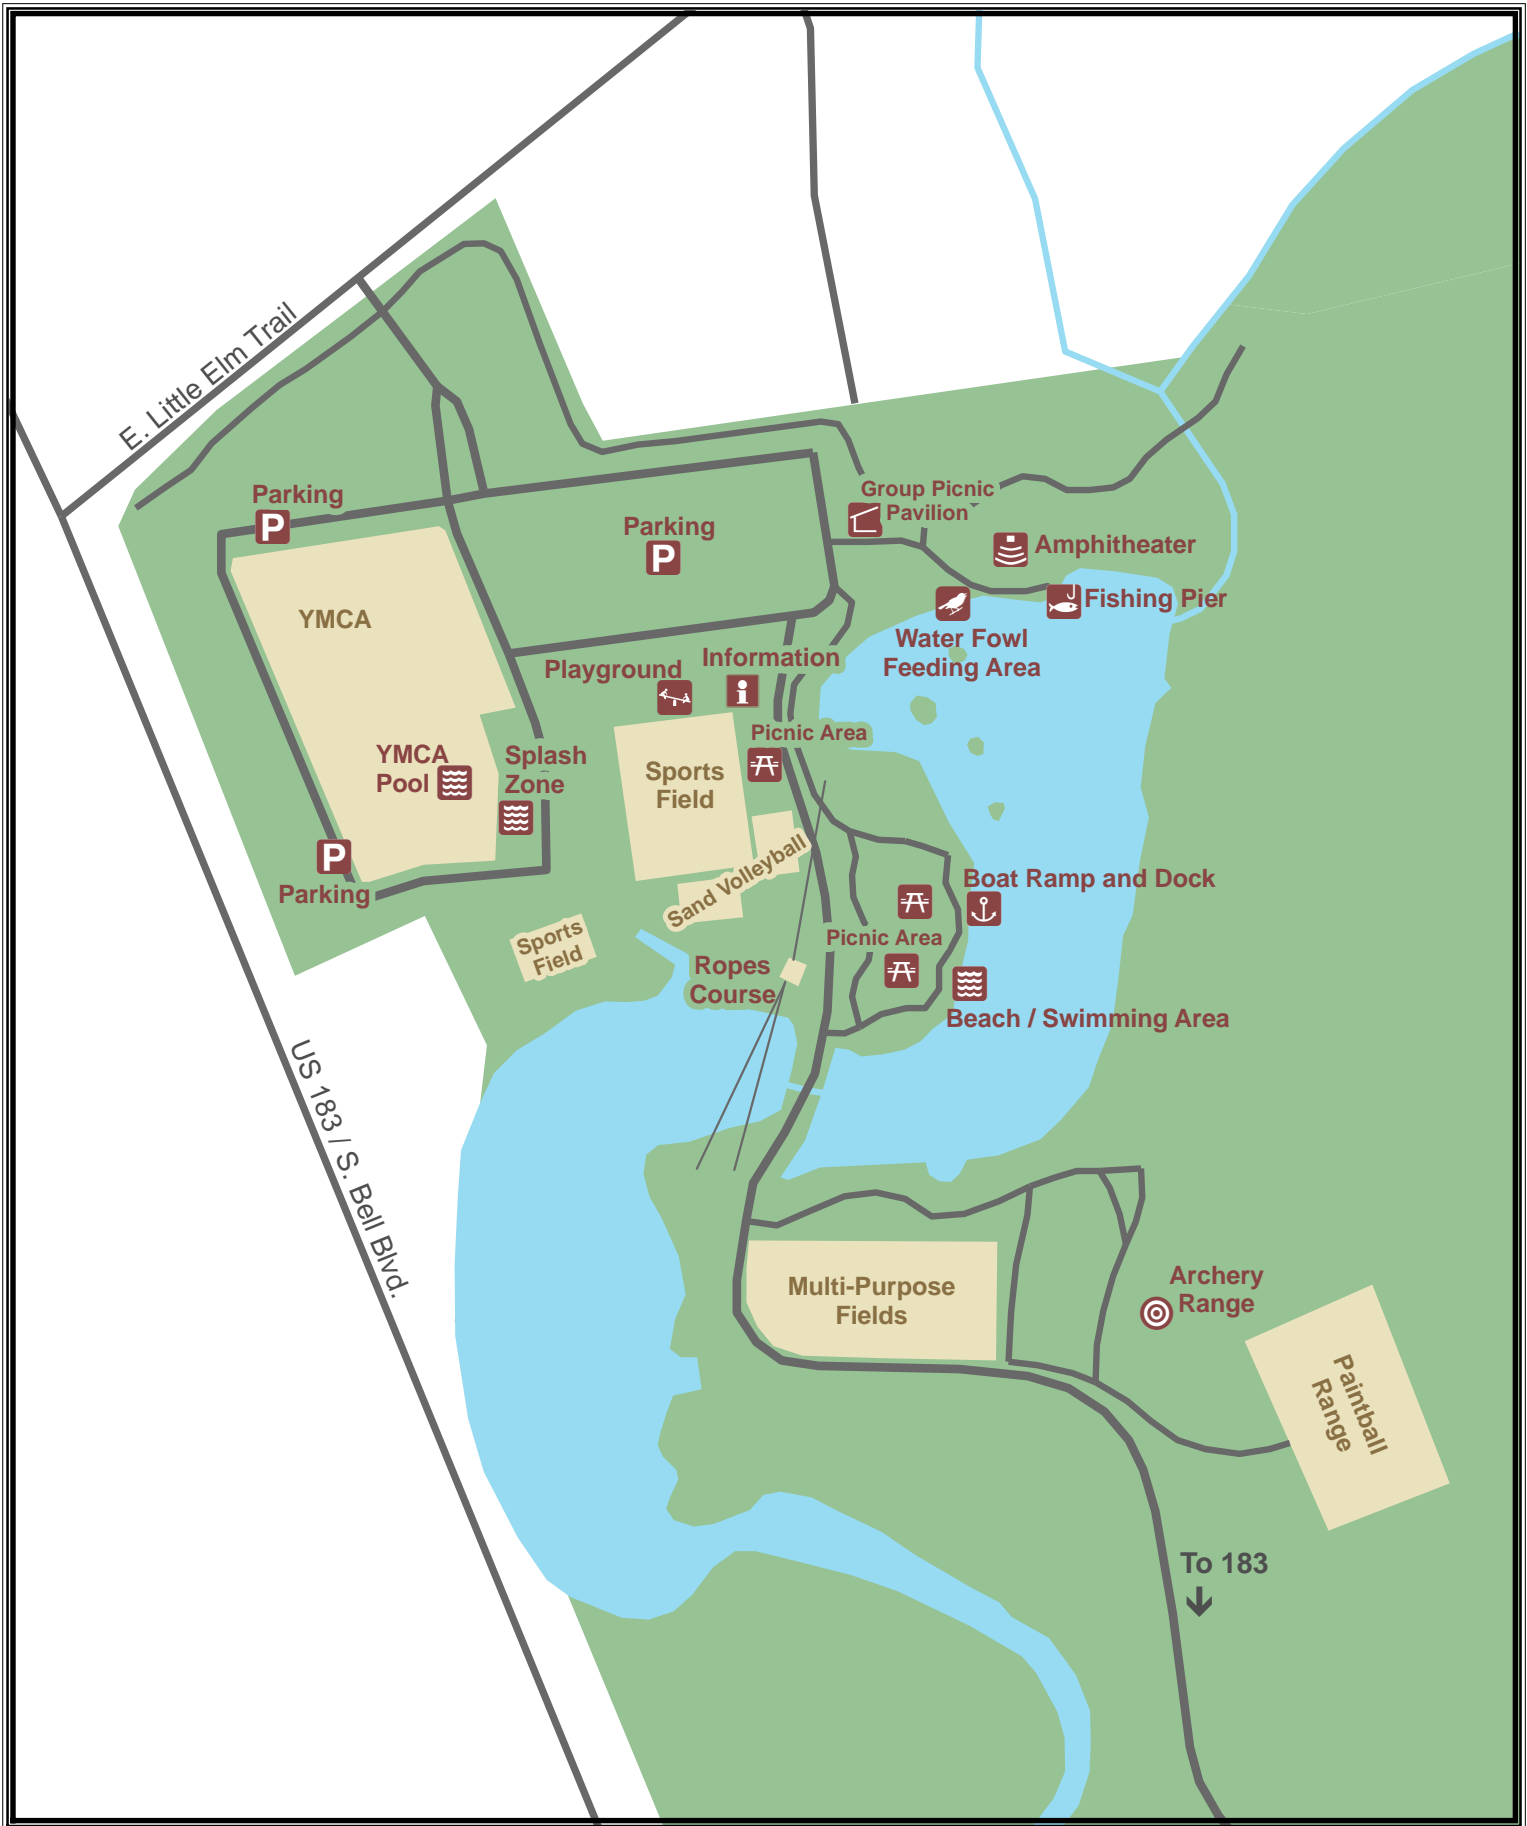 E. Little Elm Trail
Parking
P
Parking
P
Group Picnic
Pavilion
Amphitheater
Fishing Pier
YMCA
Water Fowl
Feeding Area
Information
i
Playground
Picnic Area
YMCA
Pool
Splash
Zone
Sports
Field
Sand Volleyball
P
Parking
Boat Ramp and Dock
Picnic Area
Sports
Field
Ropes
Course
Beach / Swimming Area
US 183 / S. Bell Blvd.
Multi-Purpose
Fields
Archery
Range
Paintball
Range
To 183